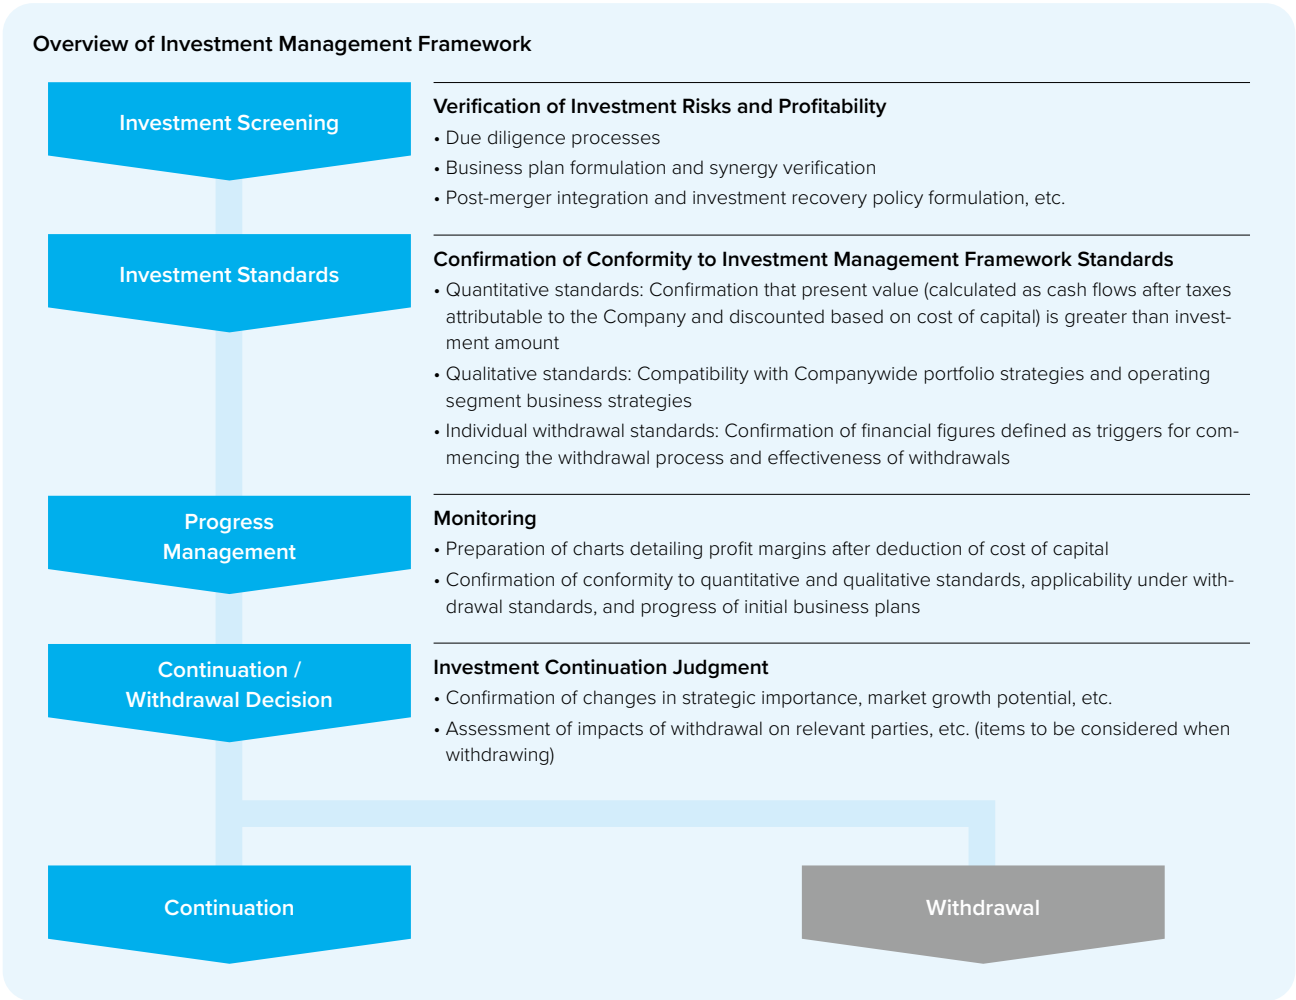 Overview of Investment Management Framework
Investment Screening
Verification of Investment Risks and Profitability
• Due diligence processes
• Business plan formulation and synergy verification
• Post-merger integration and investment recovery policy formulation, etc.
Investment Standards
Confirmation of Conformity to Investment Management Framework Standards
• Quantitative standards: Confirmation that present value (calculated as cash flows after taxes
attributable to the Company and discounted based on cost of capital) is greater than invest-
ment amount
• Qualitative standards: Compatibility with Companywide portfolio strategies and operating
segment business strategies
• Individual withdrawal standards: Confirmation of financial figures defined as triggers for com-
mencing the withdrawal process and effectiveness of withdrawals
Progress
Management
Monitoring
• Preparation of charts detailing profit margins after deduction of cost of capital
• Confirmation of conformity to quantitative and qualitative standards, applicability under with-
drawal standards, and progress of initial business plans
Continuation /
Withdrawal Decision
Investment Continuation Judgment
• Confirmation of changes in strategic importance, market growth potential, etc.
• Assessment of impacts of withdrawal on relevant parties, etc. (items to be considered when
withdrawing)
Continuation
Withdrawal